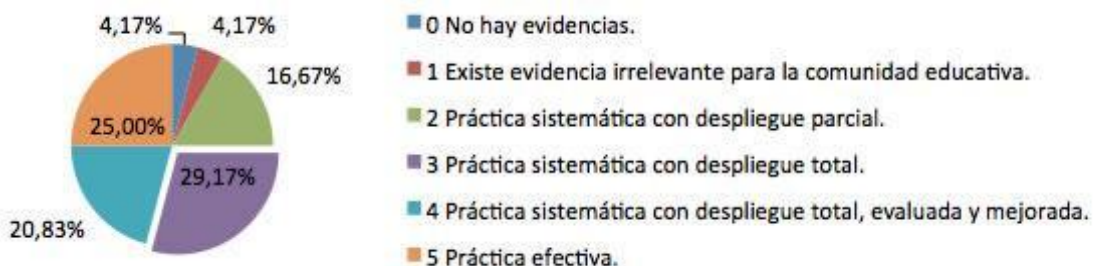 4,17% 4,17%
16,67%
25,00%
29,17%
20,83%
0 No hay evidencias.
1 Existe evidencia irrelevante para la comunidad educativa.
2 Práctica sistemática con despliegue parcial.
3 Práctica sistemática con despliegue total.
4 Práctica sistemática con despliegue total, evaluada y mejorada.
5 Práctica efectiva.